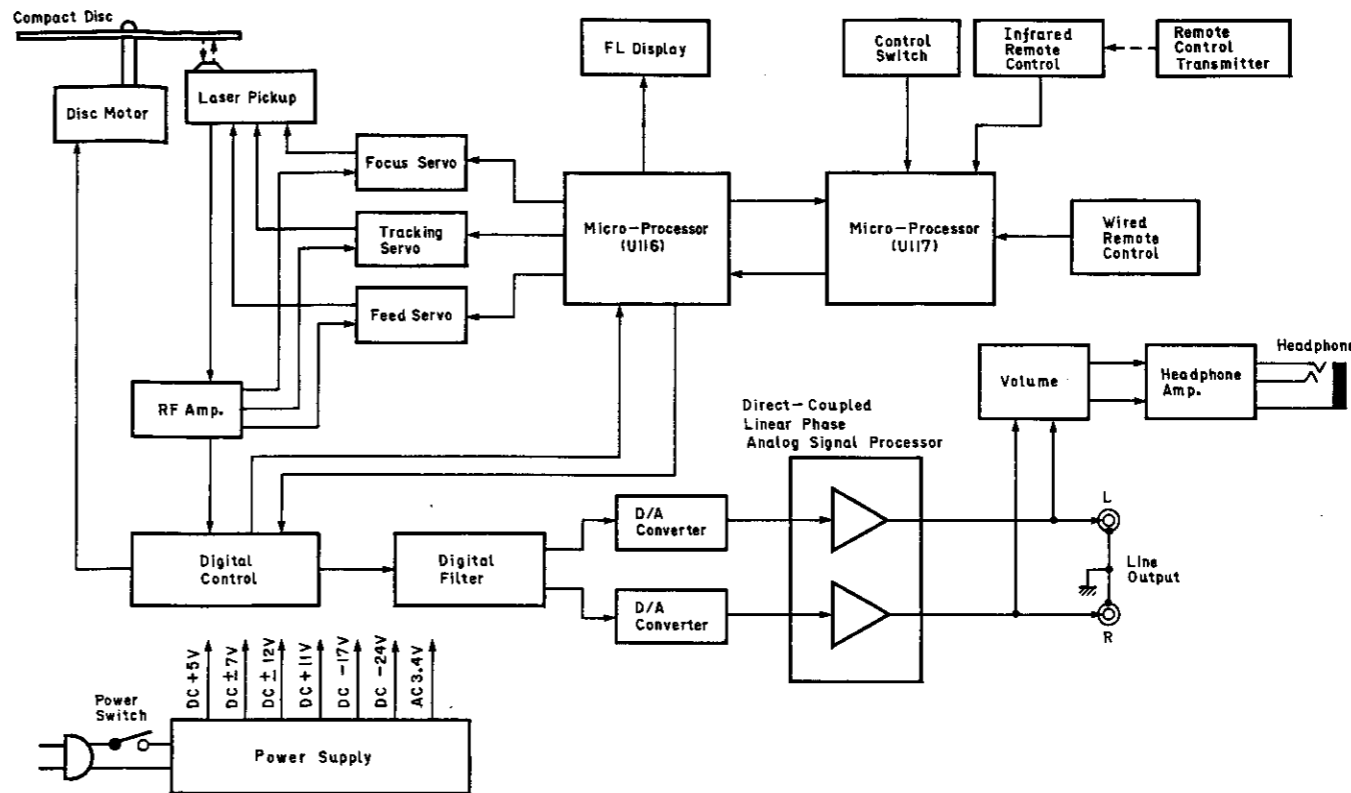 Compact Disc
Disc Motor
Laser Pickup
FL Display
Control
Switch
Infrared
Remote
Control
Remote
Control
Transmitter
Focus Servo
Tracking
Servo
Feed Servo
Micro-Processor
(U116)
Micro-Processor
(U117)
Wired
Remote
Control
RF Amp.
Volume
Headphone
Amp.
Headphone
Direct-Coupled
Linear Phase
Analog Signal Processor
Digital
Control
Digital
Filter
D/A
Converter
D/A
Converter
L
Line
Output
R
DC+5V
DC±7V
DC±12V
DC+11V
DC-17V
DC-24V
AC3.4V
Power
Switch
Power Supply